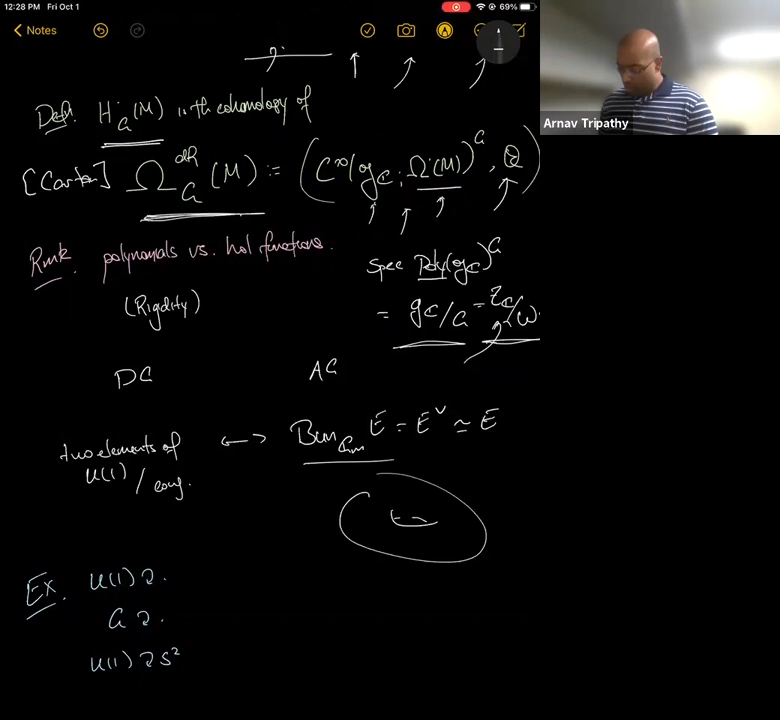 12:28 PM Fri Oct 1
69%
Notes
Arnav Tripathy
Defn. H˙_G(M) is the cohomology of
[Cartan] Ω_G^{dR}(M) := (C^∞(g_C; Ω˙(M))^G, Q)
Rmk. polynomials vs. hol functions.
(Rigidity)
Spec Poly(g_C)^G
= g_C/G = t_C/W.
DG
AG
two elements of
U(1) / conj.
⟷ Bun_{G_m} E = E^∨ ≃ E
Ex. U(1) ↻ .
G ↻ .
U(1) ↻ S²